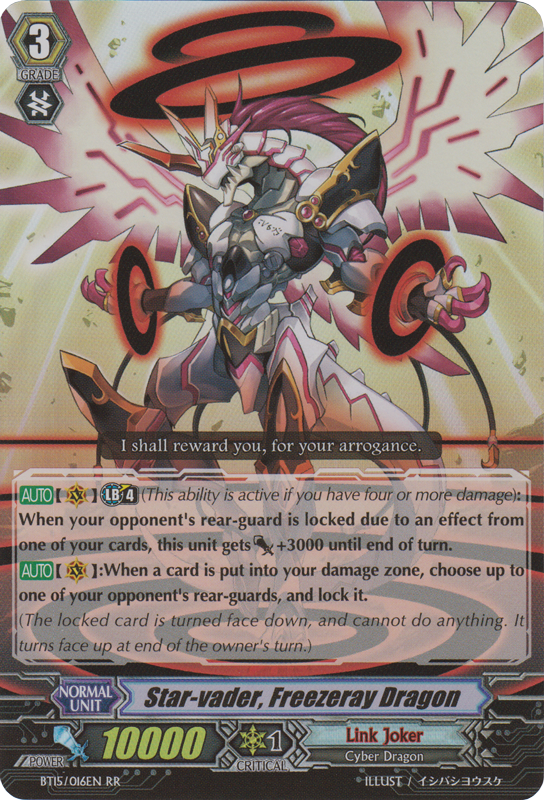 3
GRADE
I shall reward you, for your arrogance.
AUTO【 】LB 4 (This ability is active if you have four or more damage):
When your opponent's rear-guard is locked due to an effect from
one of your cards, this unit gets +3000 until end of turn.
AUTO【 】:When a card is put into your damage zone, choose up to
one of your opponent's rear-guards, and lock it.
(The locked card is turned face down, and cannot do anything. It
turns face up at end of the owner's turn.)
NORMAL
UNIT
Star-vader, Freezeray Dragon
POWER
10000
1
CRITICAL
Link Joker
Cyber Dragon
BT15/016EN RR
ILLUST / イシバシヨウスケ